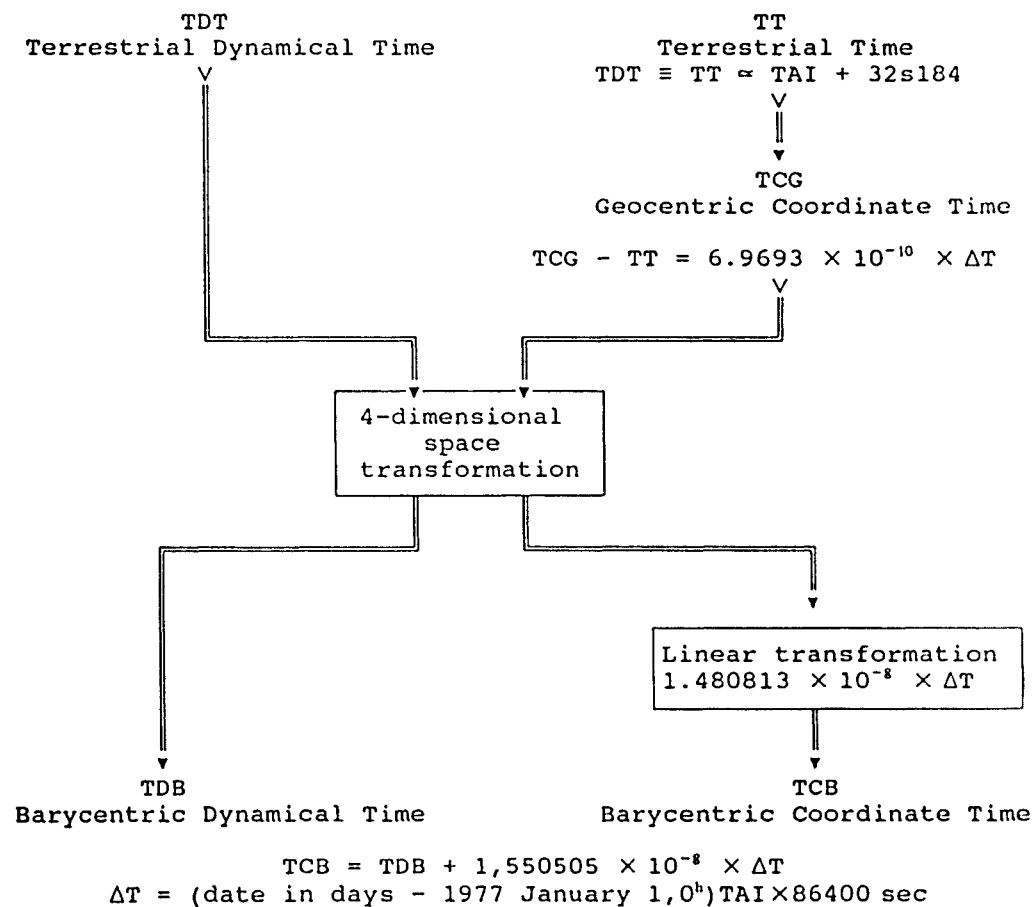 TDT
Terrestrial Dynamical Time
TT
Terrestrial Time
TDT ≡ TT ≃ TAI + 32s184
TCG
Geocentric Coordinate Time
TCG - TT = 6.9693 × 10⁻¹⁰ × ΔT
4-dimensional
space
transformation
Linear transformation
1.480813 × 10⁻⁸ × ΔT
TDB
Barycentric Dynamical Time
TCB
Barycentric Coordinate Time
TCB = TDB + 1,550505 × 10⁻⁸ × ΔT
ΔT = (date in days - 1977 January 1,0ʰ)TAI×86400 sec